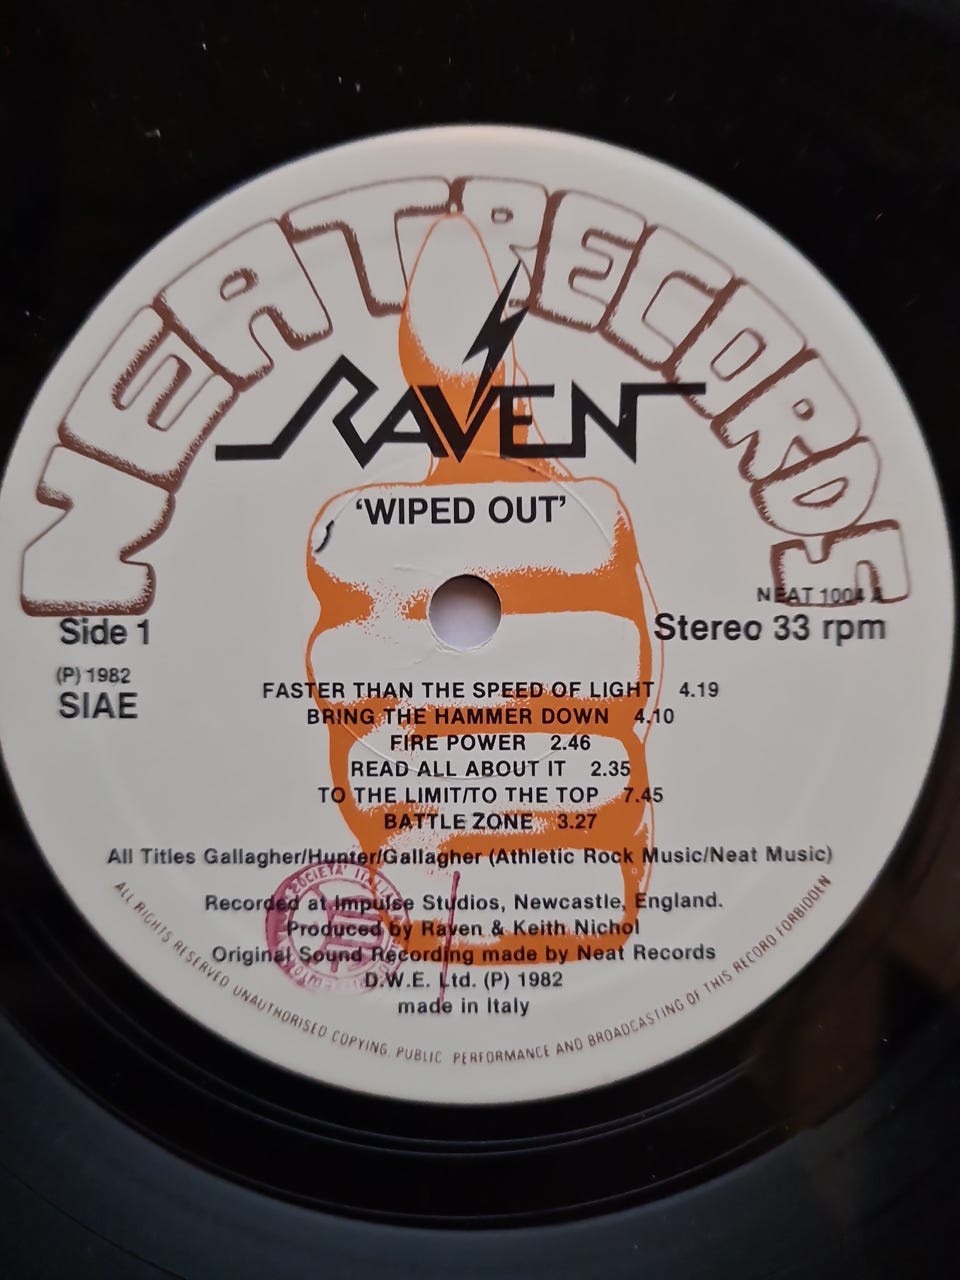 NEAT RECORDS
RAVEN
'WIPED OUT'
NEAT 1004 A
Side 1
Stereo 33 rpm
(P) 1982
SIAE
FASTER THAN THE SPEED OF LIGHT 4.19
BRING THE HAMMER DOWN 4.10
FIRE POWER 2.46
READ ALL ABOUT IT 2.35
TO THE LIMIT/TO THE TOP 7.45
BATTLE ZONE 3.27
All Titles Gallagher/Hunter/Gallagher (Athletic Rock Music/Neat Music)
Recorded at Impulse Studios, Newcastle, England.
Produced by Raven & Keith Nichol
Original Sound Recording made by Neat Records
D.W.E. Ltd. (P) 1982
made in Italy
SOCIETA' ITALIANA
ALL RIGHTS RESERVED UNAUTHORISED COPYING. PUBLIC PERFORMANCE AND BROADCASTING OF THIS RECORD FORBIDDEN